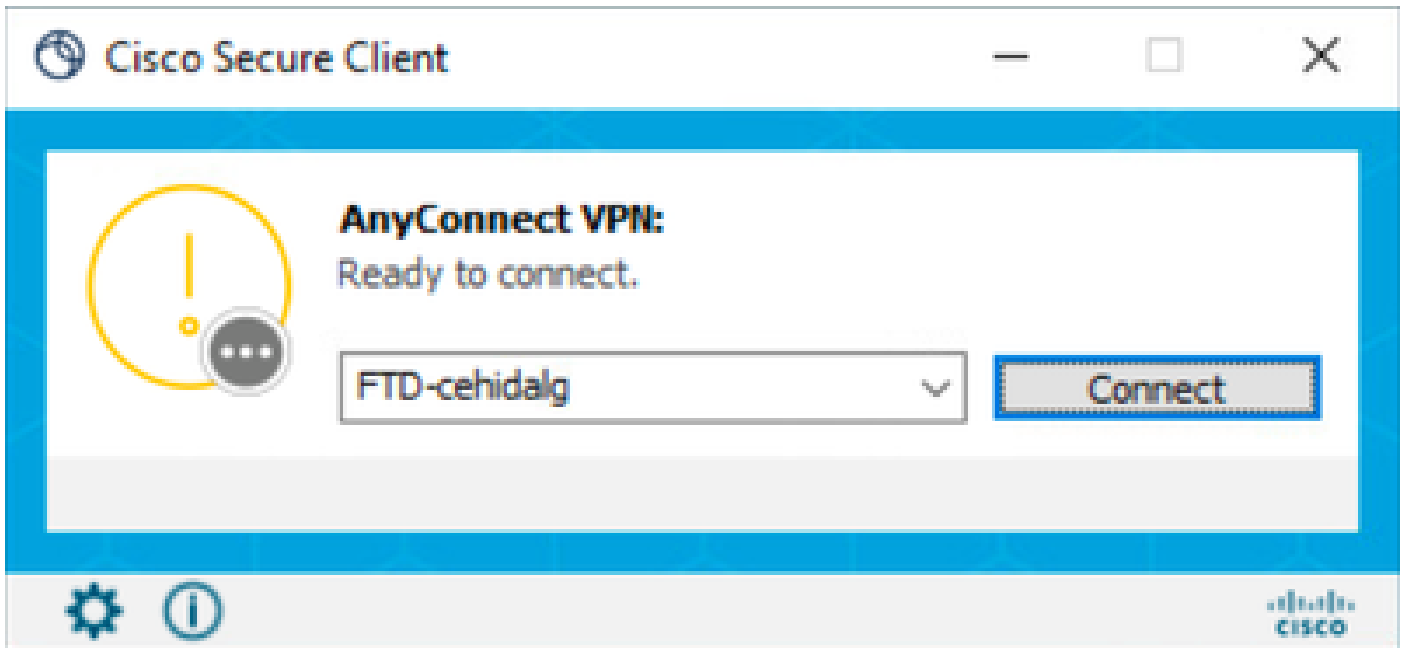 Cisco Secure Client
AnyConnect VPN:
Ready to connect.
FTD-cehidalg
Connect
CISCO